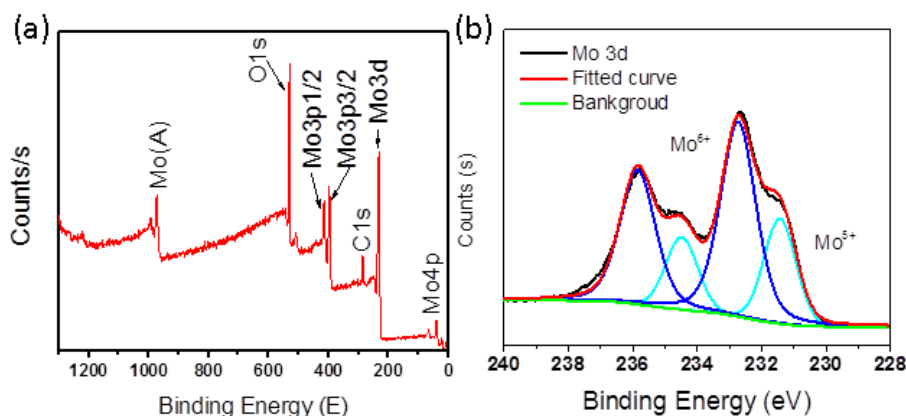 (a)
Counts/s
Mo(A)
O1s
Mo3p1/2
Mo3p3/2
C1s
Mo3d
Mo4p
1200 1000 800 600 400 200 0
Binding Energy (E)
(b)
Mo 3d
Fitted curve
Bankgroud
Counts (s)
Mo⁶⁺
Mo⁵⁺
240 238 236 234 232 230 228
Binding Energy (eV)